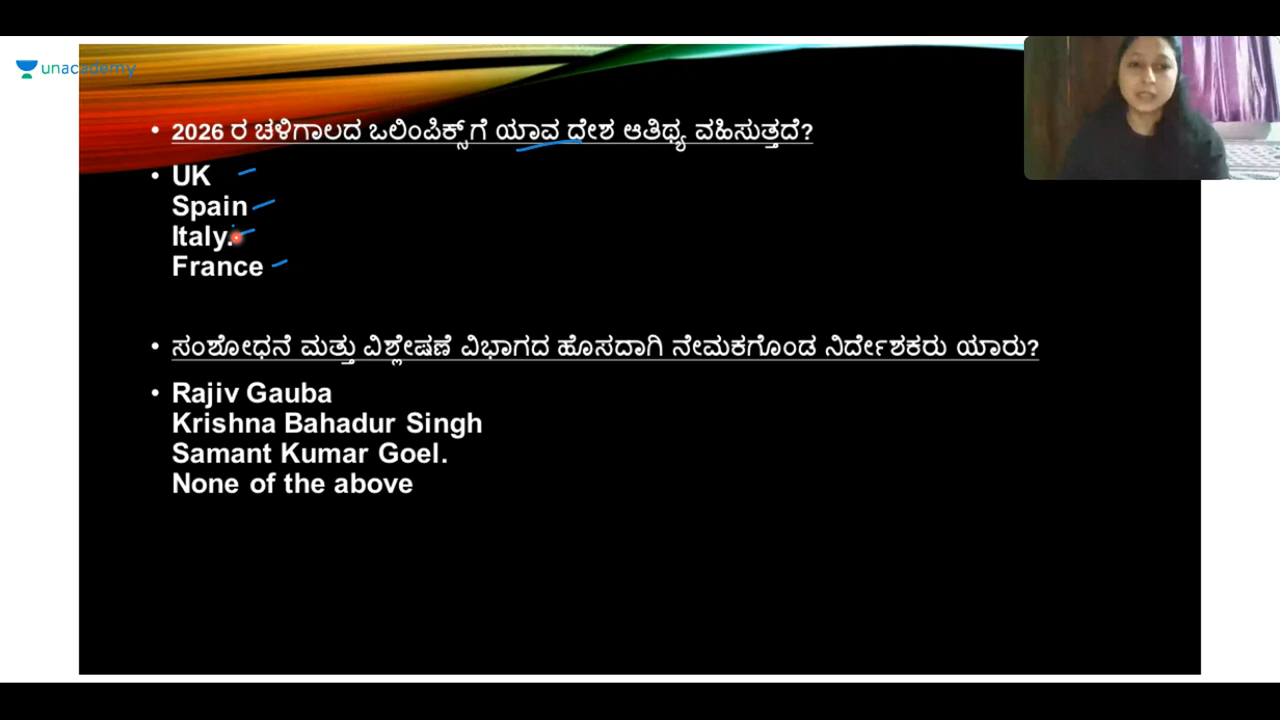 unacademy
• 2026 ರ ಚಳಿಗಾಲದ ಒಲಿಂಪಿಕ್ಸ್‌ಗೆ ಯಾವ ದೇಶ ಆತಿಥ್ಯ ವಹಿಸುತ್ತದೆ?
• UK
Spain
Italy.
France
• ಸಂಶೋಧನೆ ಮತ್ತು ವಿಶ್ಲೇಷಣೆ ವಿಭಾಗದ ಹೊಸದಾಗಿ ನೇಮಕಗೊಂಡ ನಿರ್ದೇಶಕರು ಯಾರು?
• Rajiv Gauba
Krishna Bahadur Singh
Samant Kumar Goel.
None of the above